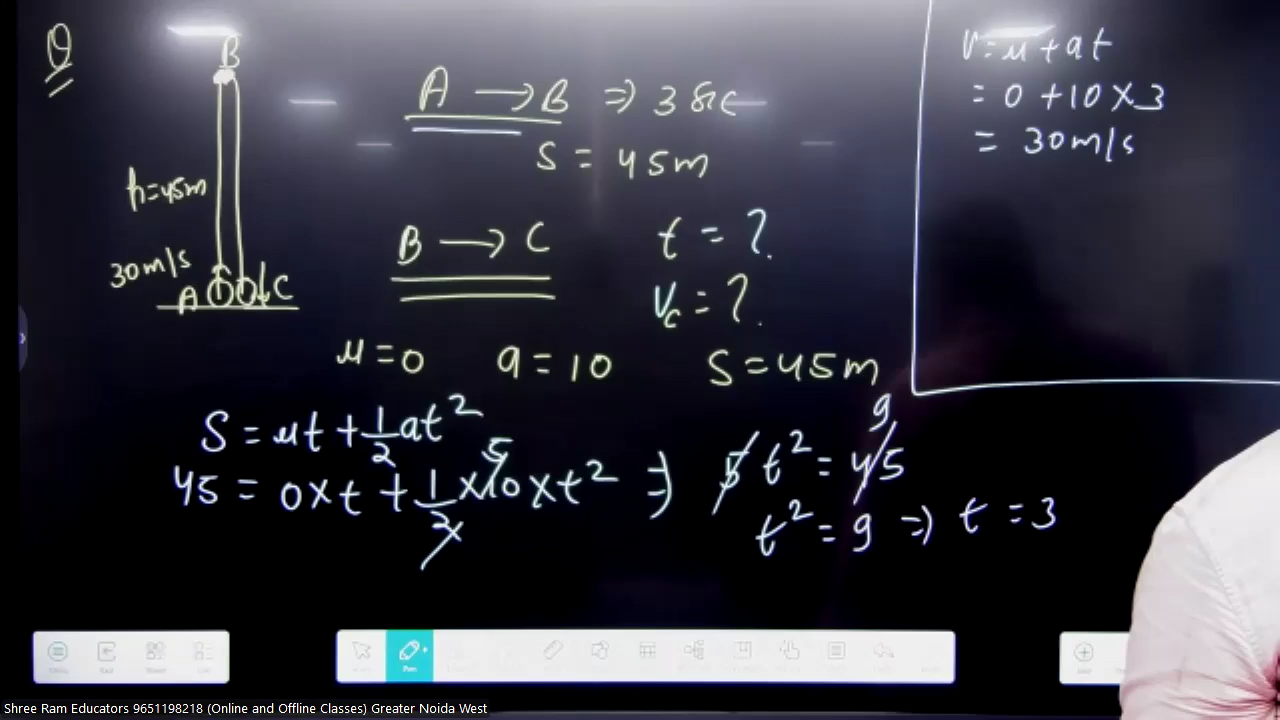 Q
B
h=45m
30m/s
A C
A → B ⇒ 3 sec
S = 45m
B → C t = ?
Vc = ?
u=0 a=10 S=45m
S = ut + 1/2 at²
45 = 0×t + 1/2 ×10×t² ⇒ 5t² = 45
5
9
t² = 9 ⇒ t = 3
V = u + at
= 0 + 10 × 3
= 30m/s
Shree Ram Educators 9651198218 (Online and Offline Classes) Greater Noida West